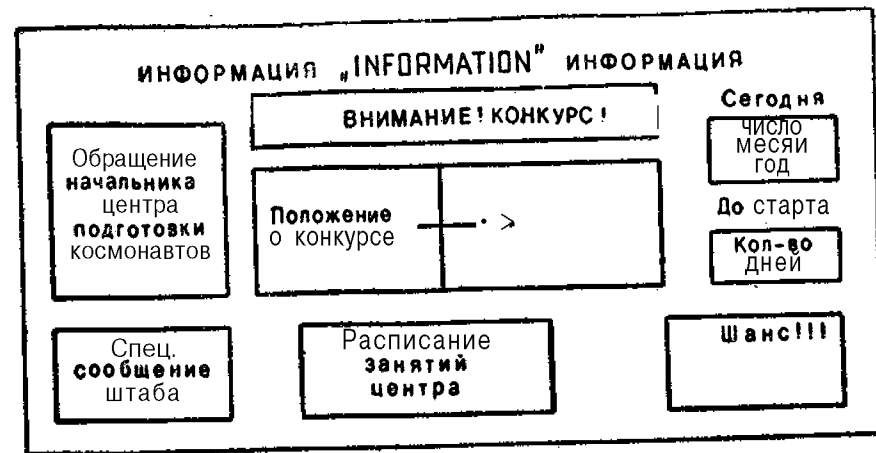 ИНФОРМАЦИЯ „INFORMATION" ИНФОРМАЦИЯ
ВНИМАНИЕ! КОНКУРС!
Сегодня
число
месяи
год
Обращение
начальника
центра
подготовки
космонавтов
Положение
о конкурсе
До старта
Кол-во
дней
Спец.
сообщение
штаба
Расписание
занятий
центра
Шанс!!!